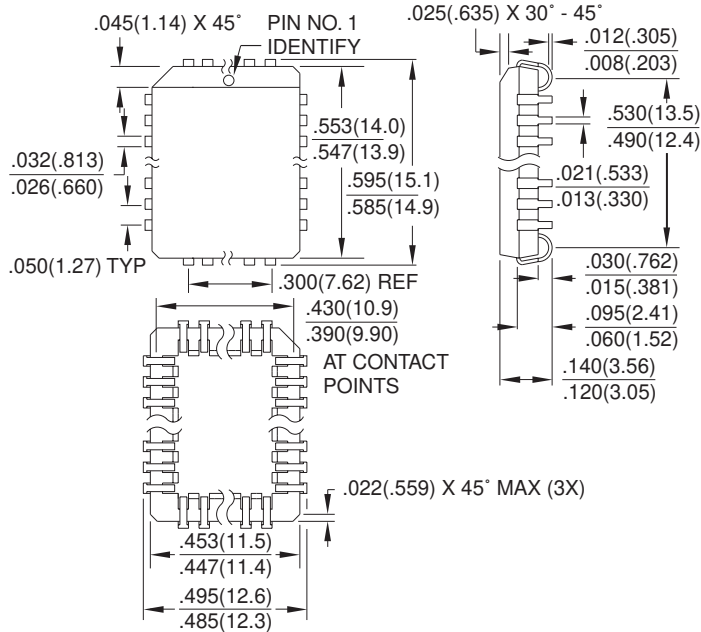 .045(1.14) X 45°
PIN NO. 1
IDENTIFY
.025(.635) X 30° - 45°
.012(.305)
.008(.203)
.553(14.0)
.547(13.9)
.530(13.5)
.490(12.4)
.032(.813)
.026(.660)
.595(15.1)
.585(14.9)
.021(.533)
.013(.330)
.050(1.27) TYP
.300(7.62) REF
.030(.762)
.015(.381)
.430(10.9)
.390(9.90)
AT CONTACT
POINTS
.095(2.41)
.060(1.52)
.140(3.56)
.120(3.05)
.022(.559) X 45° MAX (3X)
.453(11.5)
.447(11.4)
.495(12.6)
.485(12.3)